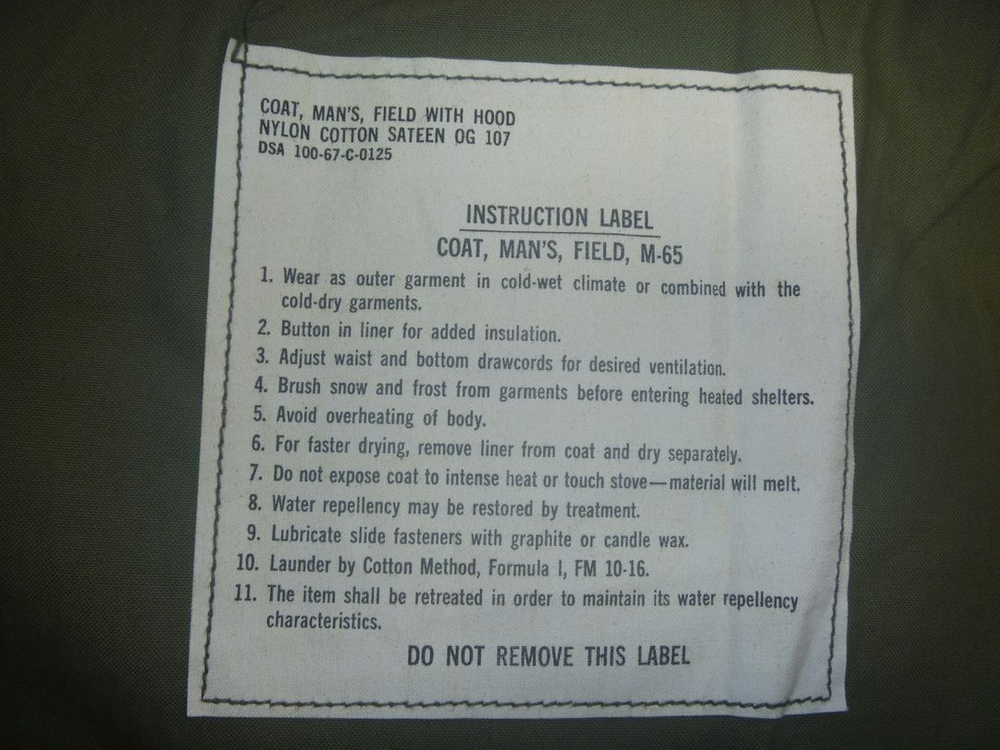 COAT, MAN'S, FIELD WITH HOOD
NYLON COTTON SATEEN OG 107
DSA 100-67-C-0125
INSTRUCTION LABEL
COAT, MAN'S, FIELD, M-65
1. Wear as outer garment in cold-wet climate or combined with the
cold-dry garments.
2. Button in liner for added insulation.
3. Adjust waist and bottom drawcords for desired ventilation.
4. Brush snow and frost from garments before entering heated shelters.
5. Avoid overheating of body.
6. For faster drying, remove liner from coat and dry separately.
7. Do not expose coat to intense heat or touch stove—material will melt.
8. Water repellency may be restored by treatment.
9. Lubricate slide fasteners with graphite or candle wax.
10. Launder by Cotton Method, Formula I, FM 10-16.
11. The item shall be retreated in order to maintain its water repellency
characteristics.
DO NOT REMOVE THIS LABEL